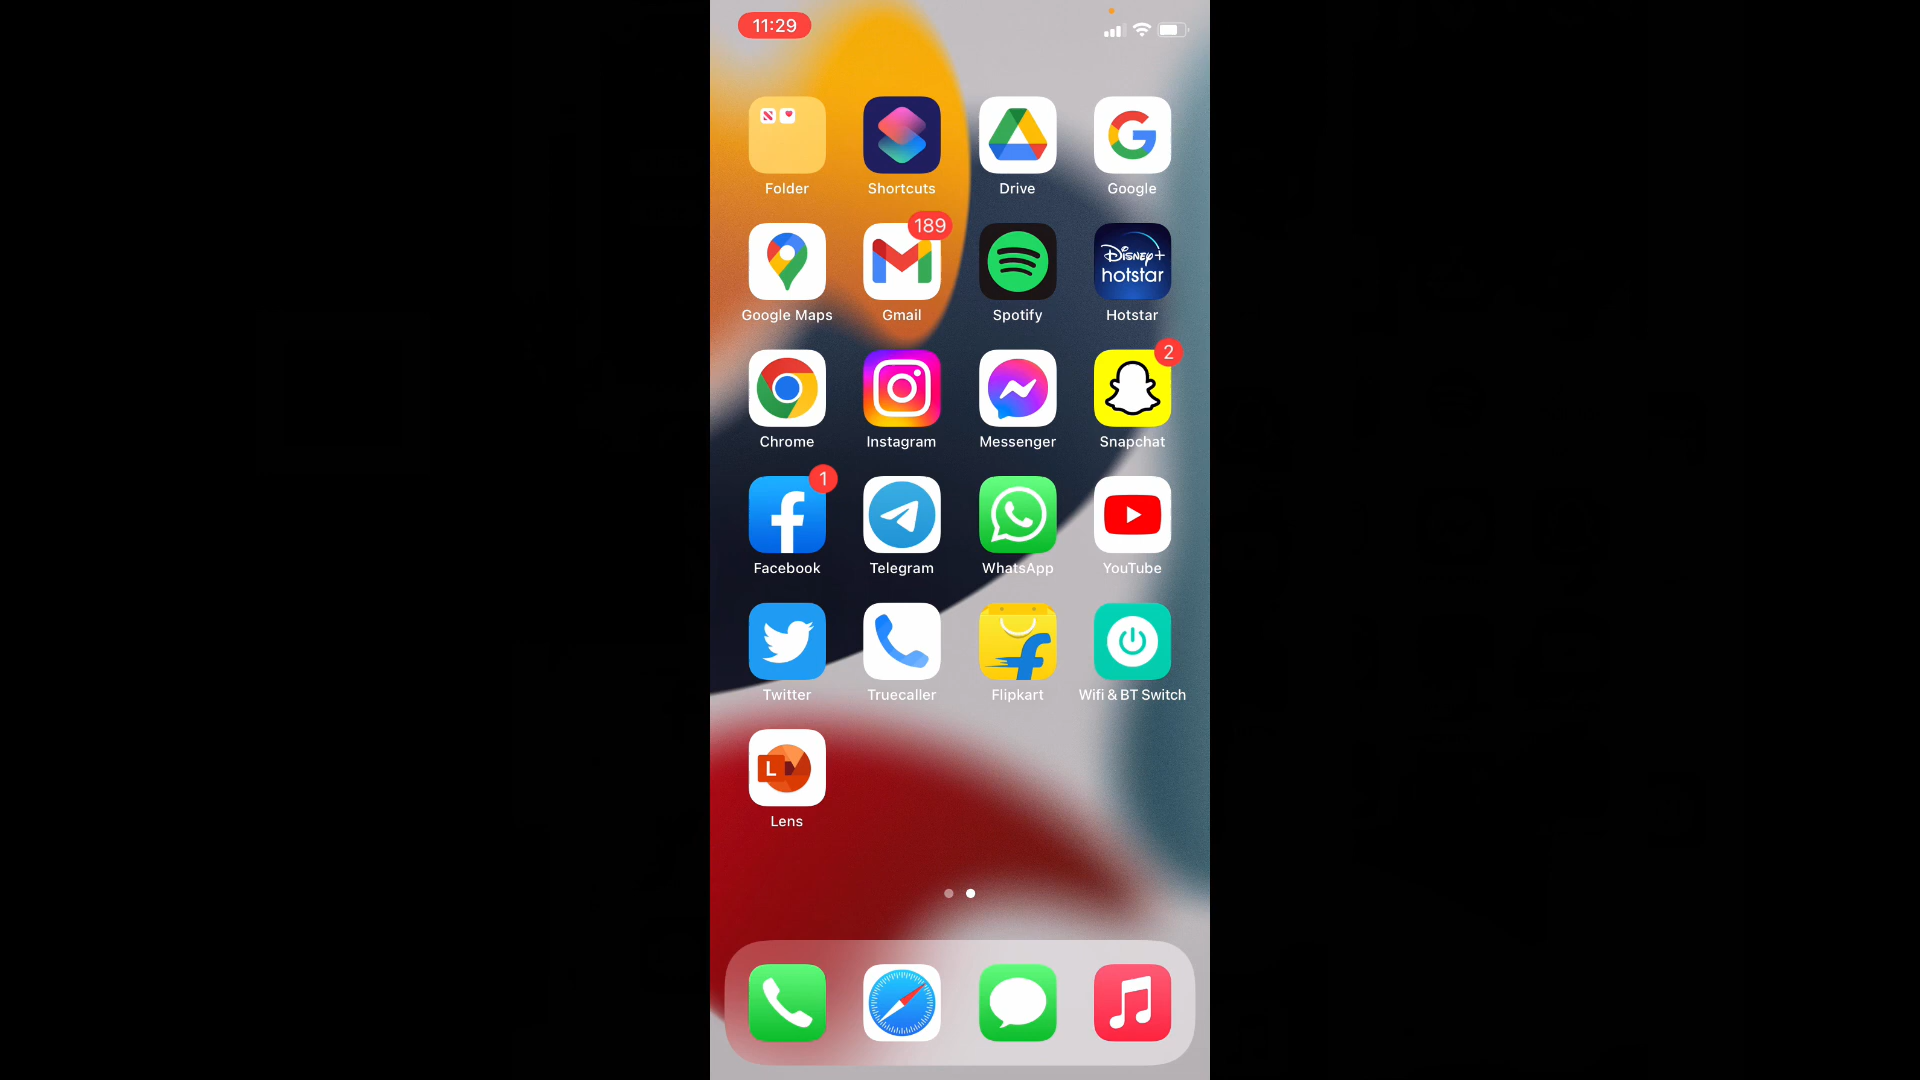 11:29
Folder Shortcuts Drive Google
189
Disney+
hotstar
Google Maps Gmail Spotify Hotstar
2
Chrome Instagram Messenger Snapchat
1
Facebook Telegram WhatsApp YouTube
Twitter Truecaller Flipkart Wifi & BT Switch
L
Lens